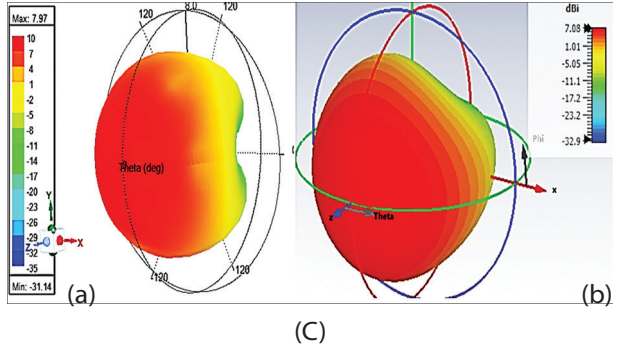 Max: 7.97
10
7
4
1
-2
-5
-8
-11
-14
-17
-20
-23
-26
-29
-32
-35
Min: -31.14
Y
Z
X
120
8.0
120
Theta (deg)
120
120
(a)
dBi
7.08
1.01
-5.05
-11.1
-17.2
-32.9
Phi
x
z
Theta
(b)
(C)